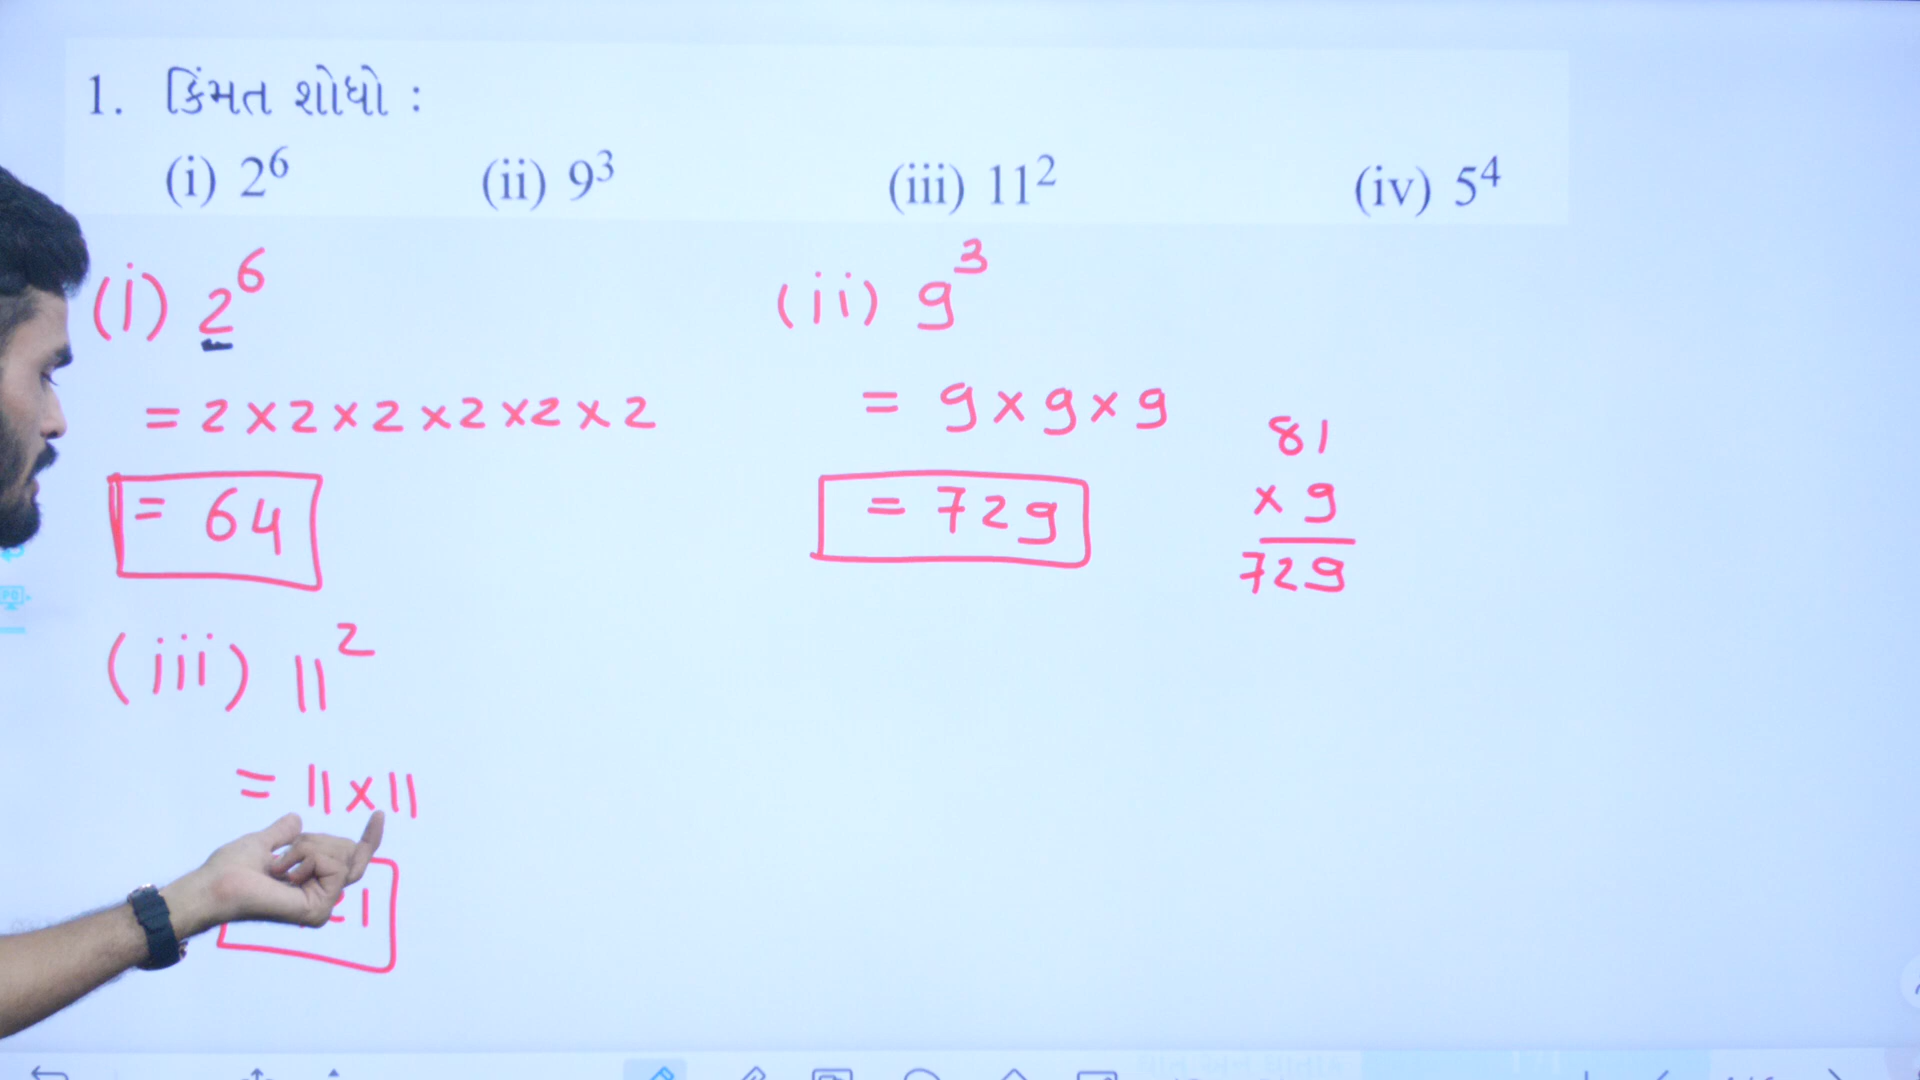 1. કિંમત શોધો :
(i) 2⁶ (ii) 9³ (iii) 11² (iv) 5⁴
(i) 2⁶
= 2 × 2 × 2 × 2 × 2 × 2
= 64
(ii) 9³
= 9 × 9 × 9
= 729
81
× 9
729
(iii) 11²
= 11 × 11
21